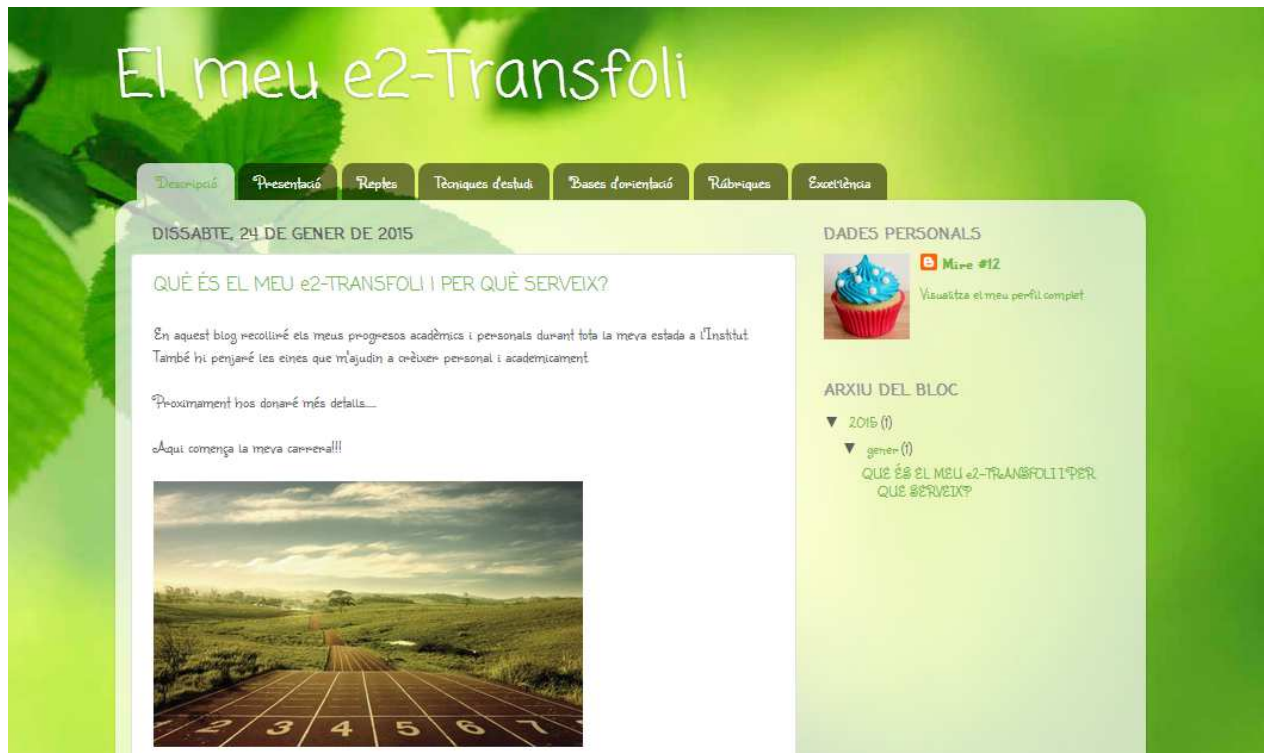 El meu e2-Transfoli
Descripció Presentació Reptes Tècniques d'estudi Bases d'orientació Rúbriques Excel·lència
DISSABTE, 24 DE GENER DE 2015
QUÈ ÉS EL MEU e2-TRANSFOLI I PER QUÈ SERVEIX?
En aquest blog recolliré els meus progresos acadèmics i personals durant tota la meva estada a l'Institut.
També hi penjaré les eines que m'ajudin a crèixer personal i academicament
Proximament hos donaré més detalls.....
Aqui comença la meva carrera!!!
1 2 3 4 5 6 7
DADES PERSONALS
Mire #12
Visualitza el meu perfil complet
ARXIU DEL BLOC
▼ 2015 (1)
▼ gener (1)
QUÈ ÉS EL MEU e2-TRANSFOLI I PER
QUÈ SERVEIX?